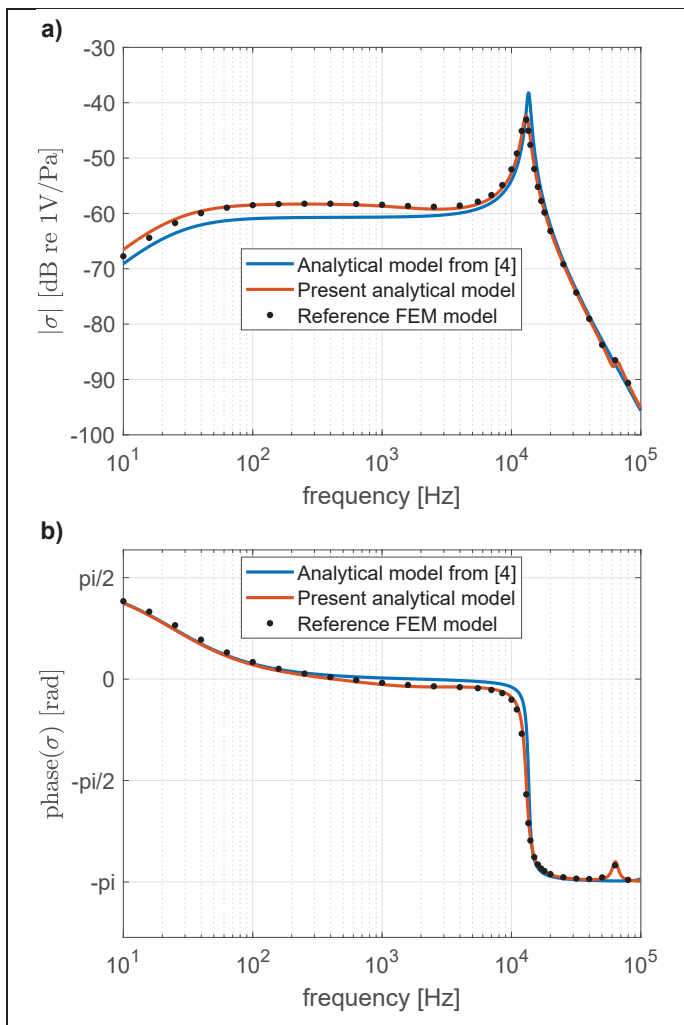 a)
-30
-40
-50
-60
-70
-80
-90
-100
|σ| [dB re 1V/Pa]
Analytical model from [4]
Present analytical model
Reference FEM model
10^1
10^2
10^3
10^4
10^5
frequency [Hz]
b)
pi/2
0
-pi/2
-pi
phase(σ) [rad]
Analytical model from [4]
Present analytical model
Reference FEM model
10^1
10^2
10^3
10^4
10^5
frequency [Hz]